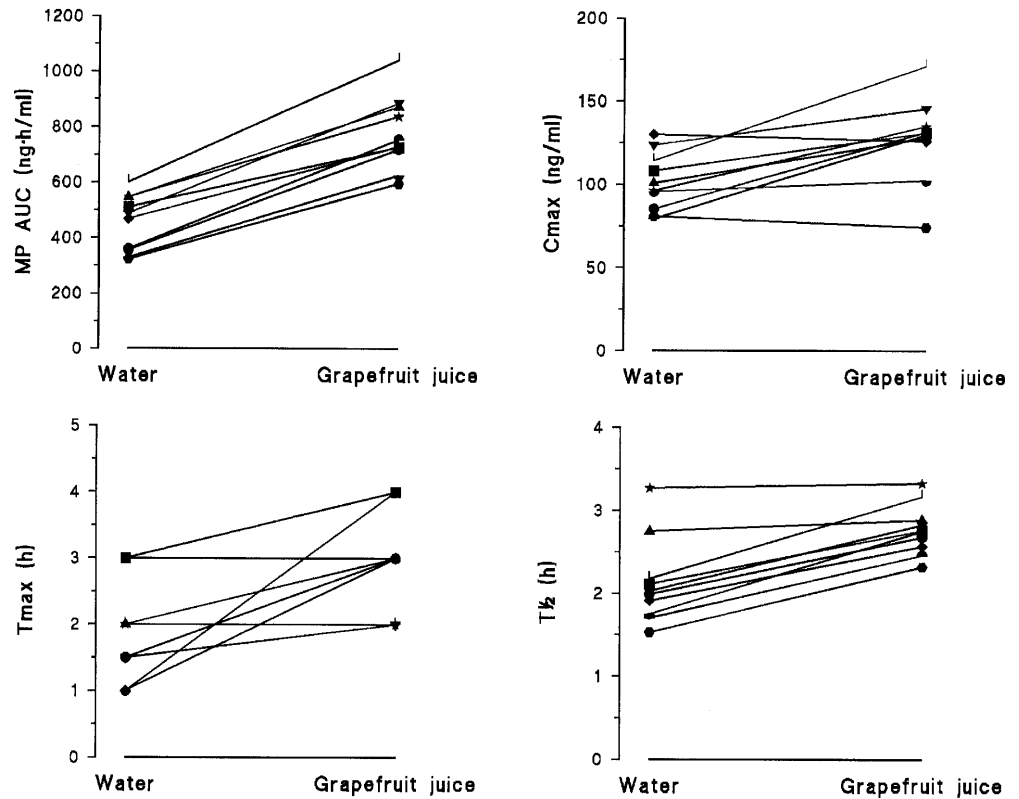 MP AUC (ng·h/ml)
1200
1000
800
600
400
200
0
Water
Grapefruit juice
Cmax (ng/ml)
200
150
100
50
0
Water
Grapefruit juice
Tmax (h)
5
4
3
2
1
0
Water
Grapefruit juice
T½ (h)
4
3
2
1
0
Water
Grapefruit juice